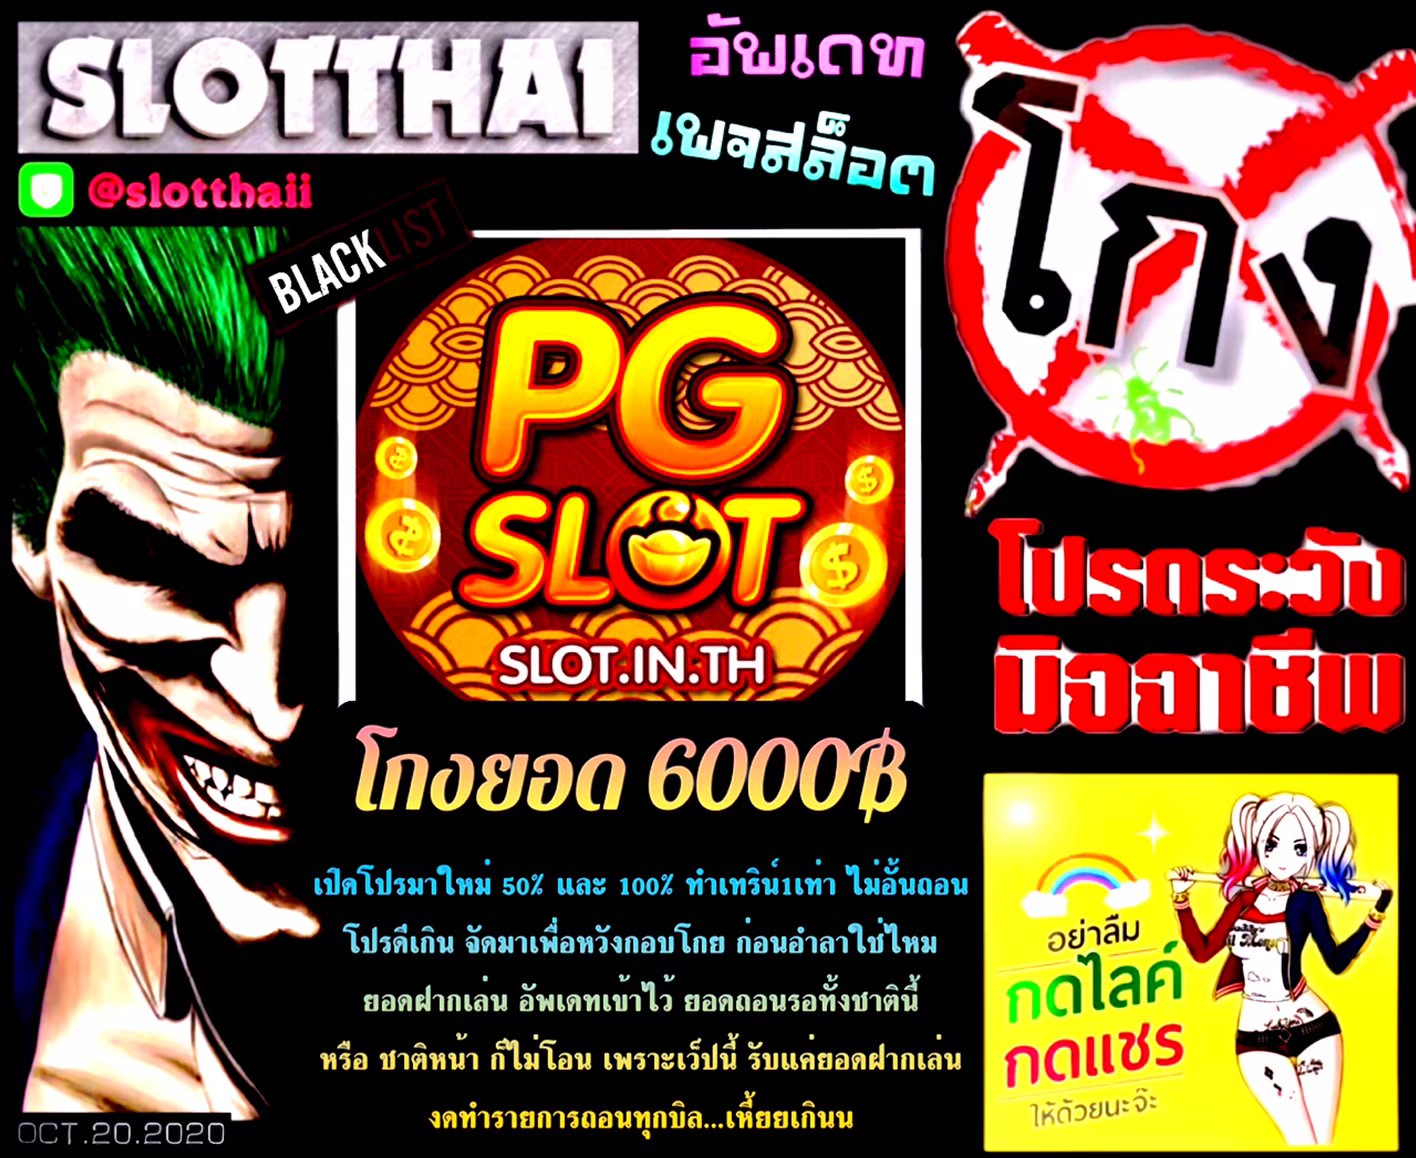 SLOTTHAI
@slotthaii
อัพเดท
เพจสล็อต
โกง
BLACKLIST
PG
SLOT
SLOT.IN.TH
โปรดระวัง
มิจฉาชีพ
โกงยอด 6000฿
เปิดโปรมาใหม่ 50% และ 100% ทำเทริน์1เท่า ไม่อั้นถอน
โปรดีเกิน จัดมาเพื่อหวังกอบโกย ก่อนอำลาใช่ไหม
ยอดฝากเล่น อัพเดทเข้าไว้ ยอดถอนรอทั้งชาตินี้
หรือ ชาติหน้า ก็ไม่โอน เพราะเว็ปนี้ รับแค่ยอดฝากเล่น
งดทำรายการถอนทุกบิล...เหี้ยยเกินน
อย่าลืม
กดไลค์
กดแชร
ให้ด้วยนะจ๊ะ
OCT.20.2020